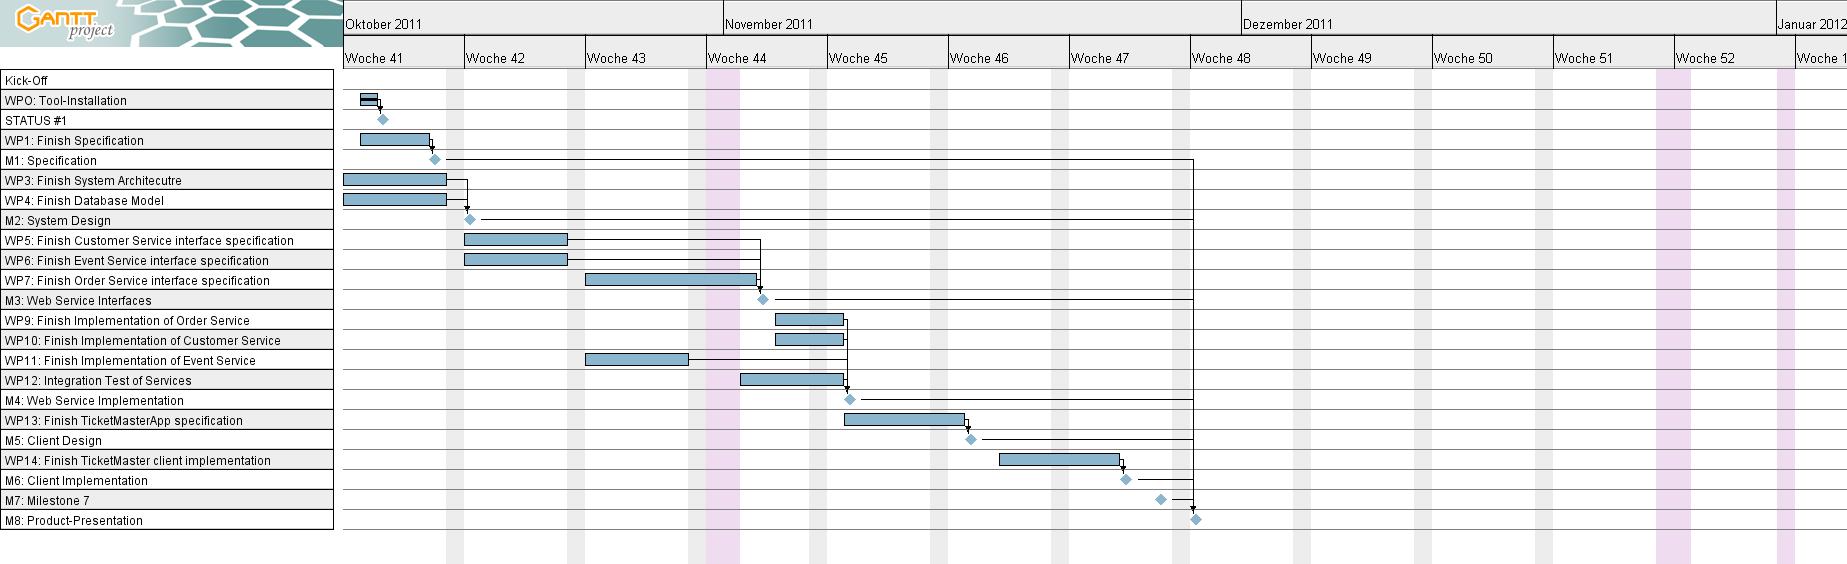 GANTT
project
Oktober 2011 November 2011 Dezember 2011 Januar 2012
Woche 41 Woche 42 Woche 43 Woche 44 Woche 45 Woche 46 Woche 47 Woche 48 Woche 49 Woche 50 Woche 51 Woche 52 Woche 1
Kick-Off
WPO: Tool-Installation
STATUS #1
WP1: Finish Specification
M1: Specification
WP3: Finish System Architecutre
WP4: Finish Database Model
M2: System Design
WP5: Finish Customer Service interface specification
WP6: Finish Event Service interface specification
WP7: Finish Order Service interface specification
M3: Web Service Interfaces
WP9: Finish Implementation of Order Service
WP10: Finish Implementation of Customer Service
WP11: Finish Implementation of Event Service
WP12: Integration Test of Services
M4: Web Service Implementation
WP13: Finish TicketMasterApp specification
M5: Client Design
WP14: Finish TicketMaster client implementation
M6: Client Implementation
M7: Milestone 7
M8: Product-Presentation